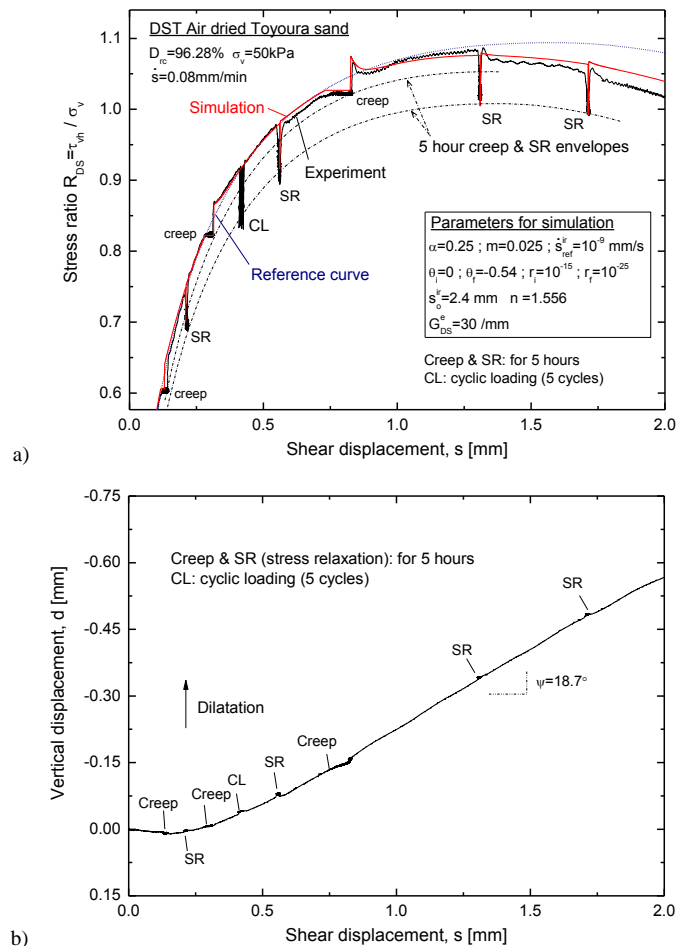 DST Air dried Toyoura sand
D_rc=96.28% σ_v=50kPa
ṡ=0.08mm/min
Simulation
creep
SR
SR
5 hour creep & SR envelopes
Experiment
SR
CL
creep
Reference curve
SR
creep
Parameters for simulation
α=0.25 ; m=0.025 ; ṡ^ir_ref=10^-9 mm/s
θ_i=0 ; θ_f=-0.54 ; r_i=10^-15 ; r_f=10^-25
s^ir_o=2.4 mm n =1.556
G^e_DS=30 /mm
Creep & SR: for 5 hours
CL: cyclic loading (5 cycles)
Stress ratio R_DS=τ_vh / σ_v
1.1
1.0
0.9
0.8
0.7
0.6
0.0 0.5 1.0 1.5 2.0
Shear displacement, s [mm]
a)
-0.75
-0.60
-0.45
-0.30
-0.15
0.00
0.15
Vertical displacement, d [mm]
Creep & SR (stress relaxation): for 5 hours
CL: cyclic loading (5 cycles)
Dilatation
SR
SR
ψ=18.7°
Creep
SR
CL
Creep
Creep
SR
0.0 0.5 1.0 1.5 2.0
Shear displacement, s [mm]
b)